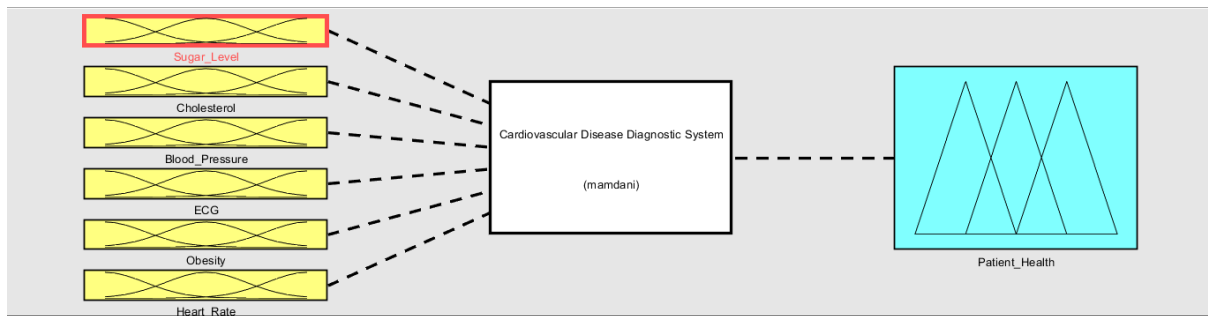 Sugar_Level
Cholesterol
Blood_Pressure
ECG
Obesity
Heart_Rate
Cardiovascular Disease Diagnostic System
(mamdani)
Patient_Health